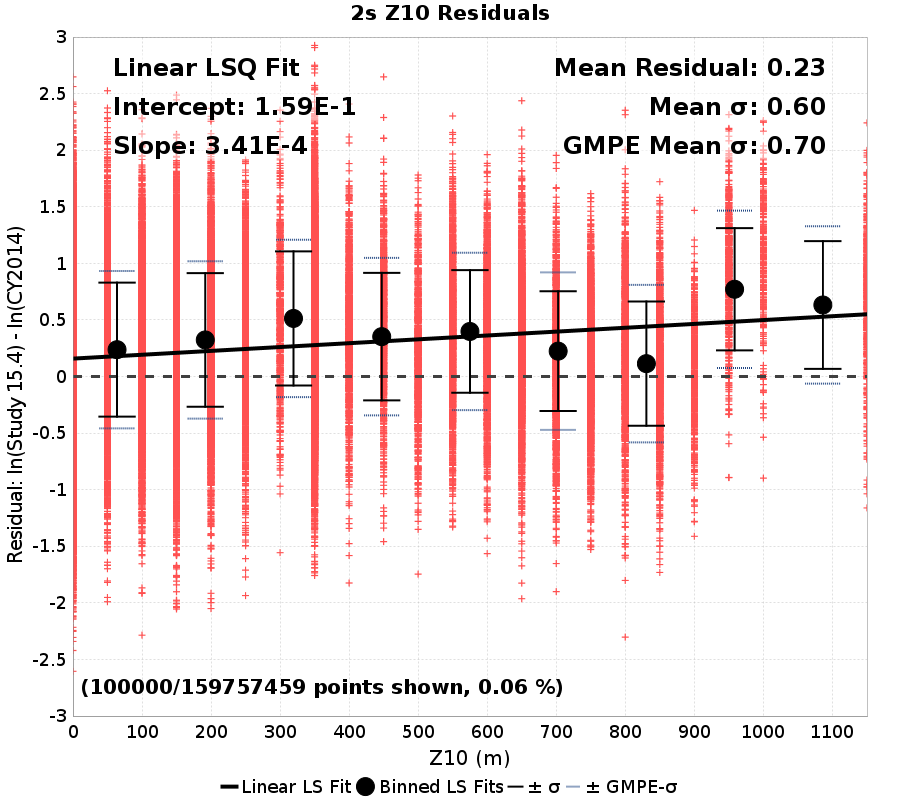 2s Z10 Residuals
Linear LSQ Fit
Intercept: 1.59E-1
Slope: 3.41E-4
Mean Residual: 0.23
Mean σ: 0.60
GMPE Mean σ: 0.70
Residual: ln(Study 15.4) - ln(CY2014)
3
2.5
2
1.5
1
0.5
0
-0.5
-1
-1.5
-2
-2.5
-3
(100000/159757459 points shown, 0.06 %)
0 100 200 300 400 500 600 700 800 900 1000 1100
Z10 (m)
Linear LS Fit Binned LS Fits ± σ ± GMPE-σ